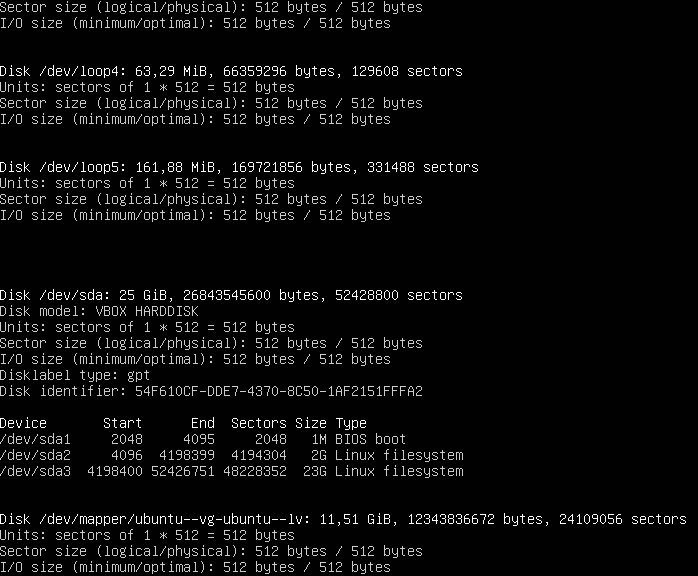 Sector size (logical/physical): 512 bytes / 512 bytes
I/O size (minimum/optimal): 512 bytes / 512 bytes
Disk /dev/loop4: 63,29 MiB, 66359296 bytes, 129608 sectors
Units: sectors of 1 * 512 = 512 bytes
Sector size (logical/physical): 512 bytes / 512 bytes
I/O size (minimum/optimal): 512 bytes / 512 bytes
Disk /dev/loop5: 161,88 MiB, 169721856 bytes, 331488 sectors
Units: sectors of 1 * 512 = 512 bytes
Sector size (logical/physical): 512 bytes / 512 bytes
I/O size (minimum/optimal): 512 bytes / 512 bytes
Disk /dev/sda: 25 GiB, 26843545600 bytes, 52428800 sectors
Disk model: VBOX HARDDISK
Units: sectors of 1 * 512 = 512 bytes
Sector size (logical/physical): 512 bytes / 512 bytes
I/O size (minimum/optimal): 512 bytes / 512 bytes
Disklabel type: gpt
Disk identifier: 54F610CF-DDE7-4370-8C50-1AF2151FFFA2
Device Start End Sectors Size Type
/dev/sda1 2048 4095 2048 1M BIOS boot
/dev/sda2 4096 4198399 4194304 2G Linux filesystem
/dev/sda3 4198400 52426751 48228352 23G Linux filesystem
Disk /dev/mapper/ubuntu--vg-ubuntu--lv: 11,51 GiB, 12343836672 bytes, 24109056 sectors
Units: sectors of 1 * 512 = 512 bytes
Sector size (logical/physical): 512 bytes / 512 bytes
I/O size (minimum/optimal): 512 bytes / 512 bytes